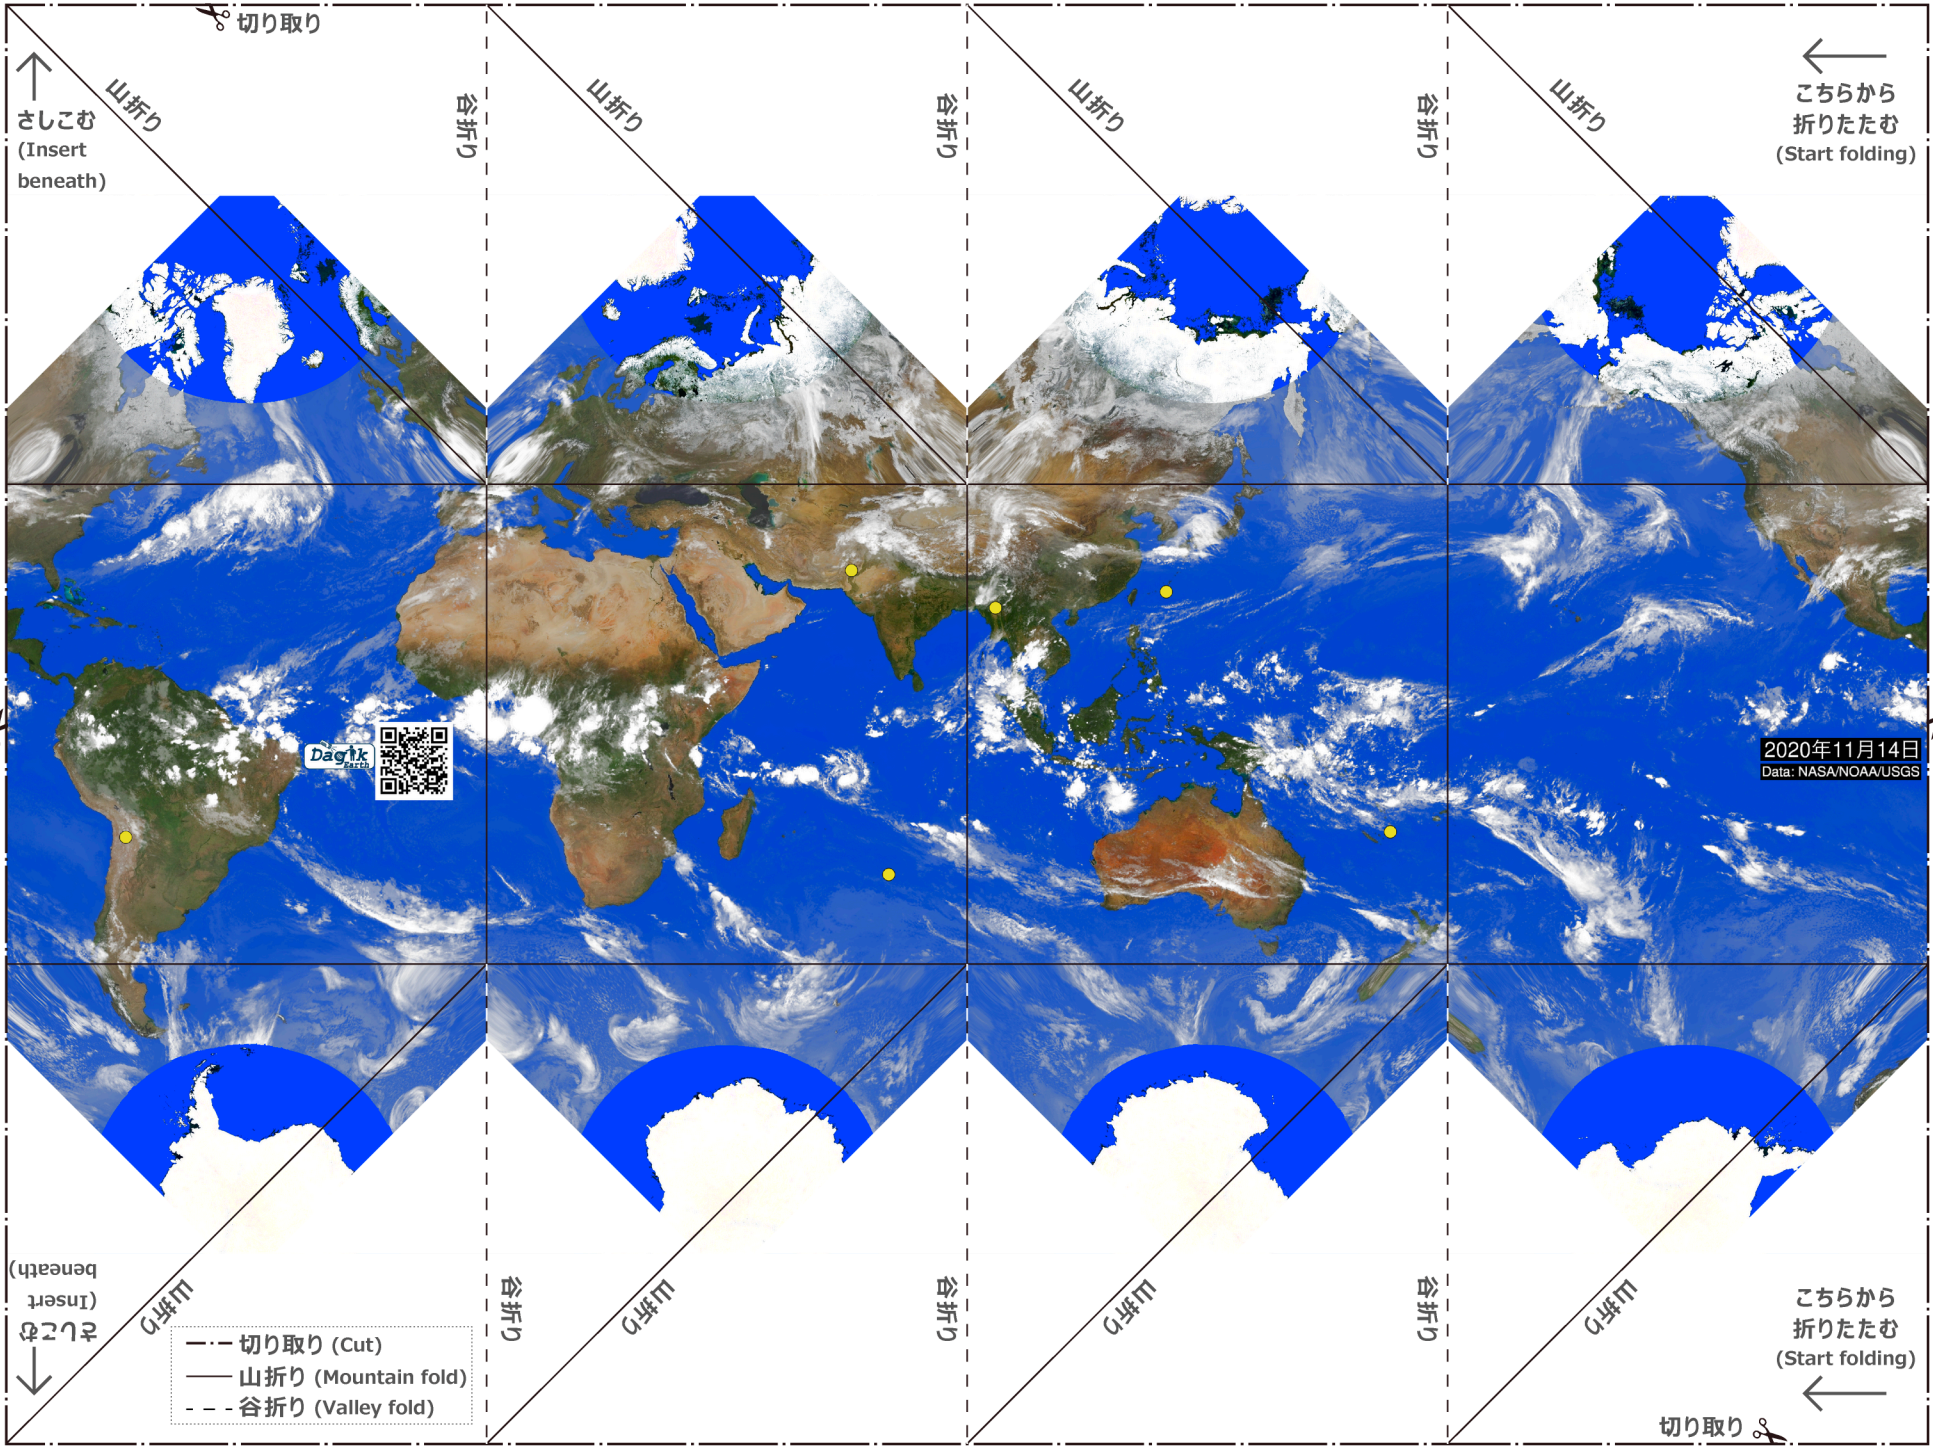 切り取り
山折り
山折り
山折り
山折り
谷折り
谷折り
谷折り
さしこむ
(Insert
beneath)
こちらから
折りたたむ
(Start folding)
Dagik
Earth
2020年11月14日
Data: NASA/NOAA/USGS
さしこむ
(Insert
beneath)
山折り
山折り
山折り
山折り
谷折り
谷折り
谷折り
切り取り (Cut)
山折り (Mountain fold)
谷折り (Valley fold)
こちらから
折りたたむ
(Start folding)
切り取り